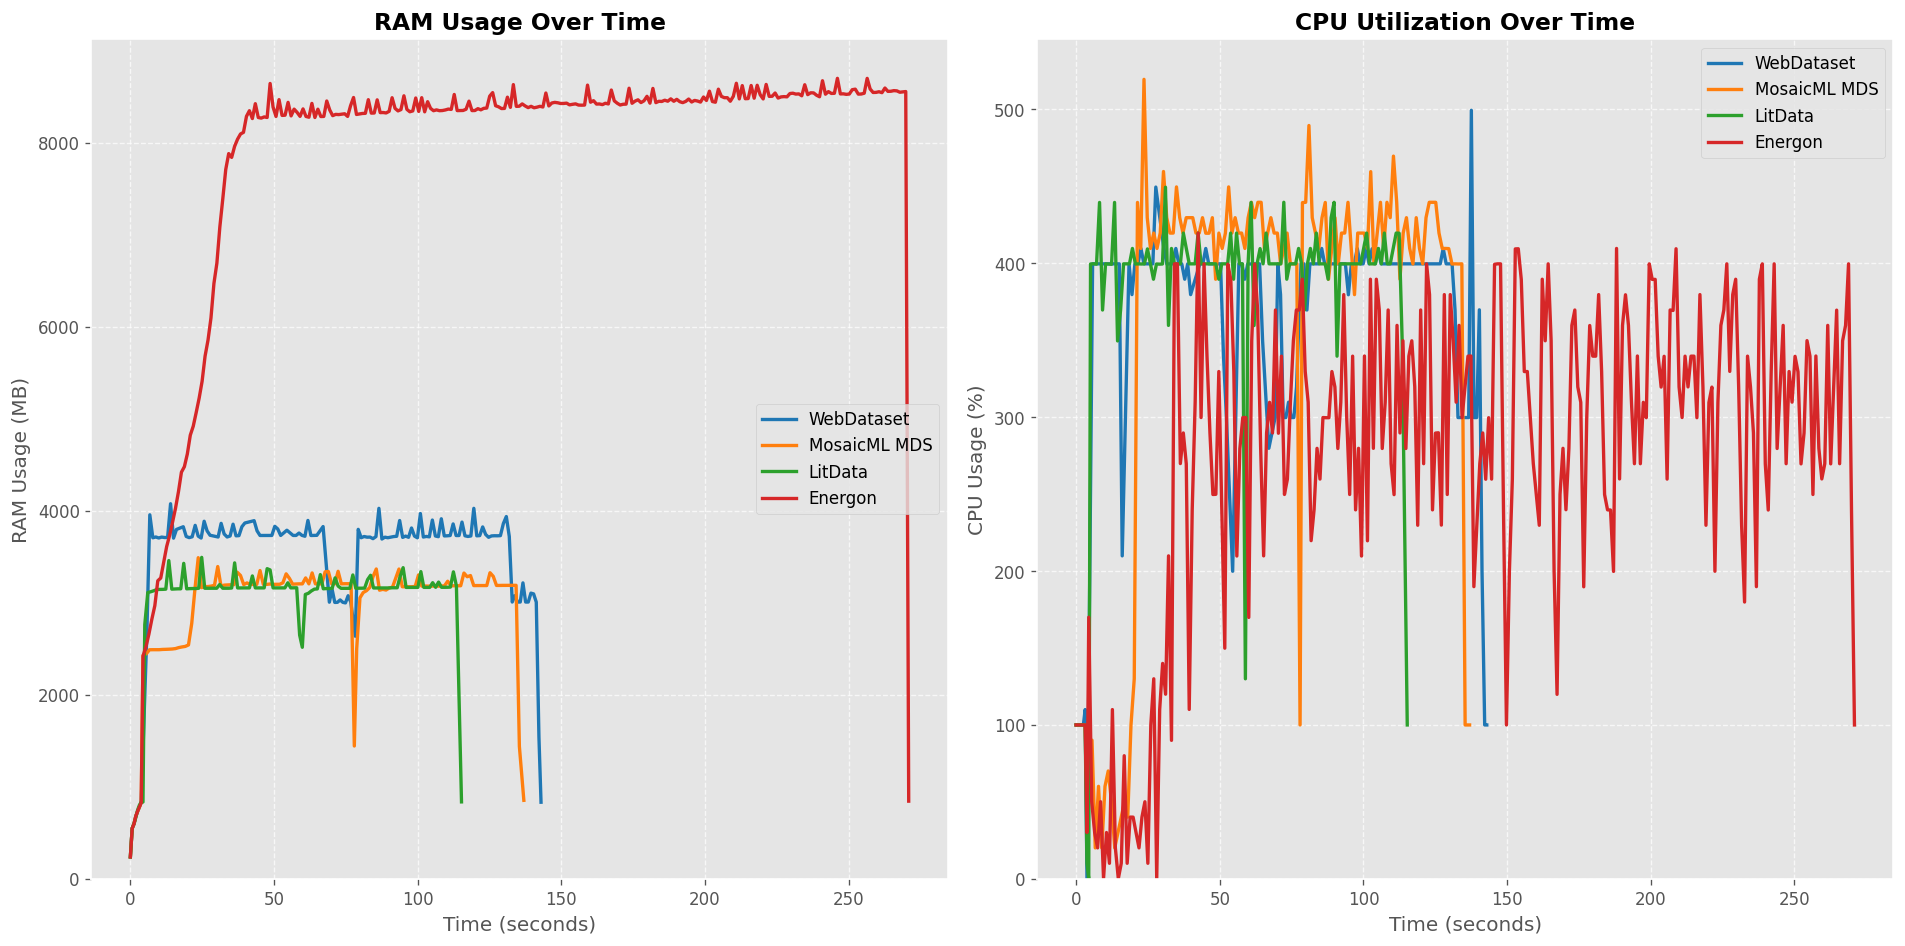 RAM Usage Over Time
RAM Usage (MB)
8000
6000
4000
2000
0
0 50 100 150 200 250
Time (seconds)
WebDataset
MosaicML MDS
LitData
Energon
CPU Utilization Over Time
CPU Usage (%)
500
400
300
200
100
0
0 50 100 150 200 250
Time (seconds)
WebDataset
MosaicML MDS
LitData
Energon